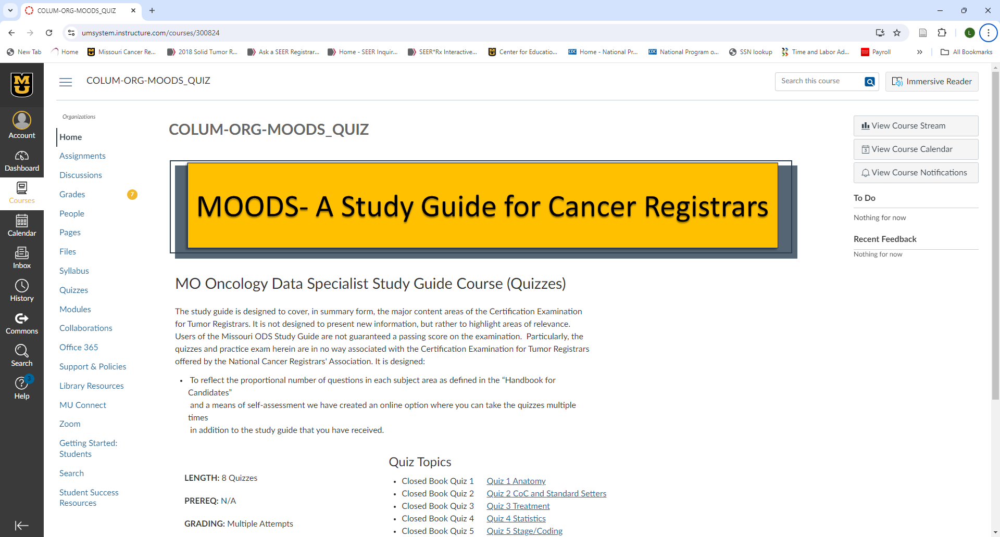 COLUM-ORG-MOODS_QUIZ
umsystem.instructure.com/courses/300824
L
New Tab
Home
Missouri Cancer Re...
2018 Solid Tumor R...
Ask a SEER Registrar...
Home - SEER Inquir...
SEER*Rx Interactive...
Center for Educatio...
CDC Home - National Pr...
CDC National Program o...
SSN lookup
Time and Labor Ad...
Payroll
All Bookmarks
MU
Account
Dashboard
Courses
Calendar
Inbox
History
Commons
Search
3
Help
COLUM-ORG-MOODS_QUIZ
Search this course
Immersive Reader
Organizations
Home
Assignments
Discussions
Grades 7
People
Pages
Files
Syllabus
Quizzes
Modules
Collaborations
Office 365
Support & Policies
Library Resources
MU Connect
Zoom
Getting Started:
Students
Search
Student Success
Resources
COLUM-ORG-MOODS_QUIZ
MOODS- A Study Guide for Cancer Registrars
MO Oncology Data Specialist Study Guide Course (Quizzes)
The study guide is designed to cover, in summary form, the major content areas of the Certification Examination
for Tumor Registrars. It is not designed to present new information, but rather to highlight areas of relevance.
Users of the Missouri ODS Study Guide are not guaranteed a passing score on the examination.  Particularly, the
quizzes and practice exam herein are in no way associated with the Certification Examination for Tumor Registrars
offered by the National Cancer Registrars' Association. It is designed:
• To reflect the proportional number of questions in each subject area as defined in the “Handbook for
Candidates”
and a means of self-assessment we have created an online option where you can take the quizzes multiple
times
in addition to the study guide that you have received.
LENGTH: 8 Quizzes
PREREQ: N/A
GRADING: Multiple Attempts
Quiz Topics
• Closed Book Quiz 1 Quiz 1 Anatomy
• Closed Book Quiz 2 Quiz 2 CoC and Standard Setters
• Closed Book Quiz 3 Quiz 3 Treatment
• Closed Book Quiz 4 Quiz 4 Statistics
• Closed Book Quiz 5 Quiz 5 Stage/Coding
View Course Stream
3 View Course Calendar
View Course Notifications
To Do
Nothing for now
Recent Feedback
Nothing for now